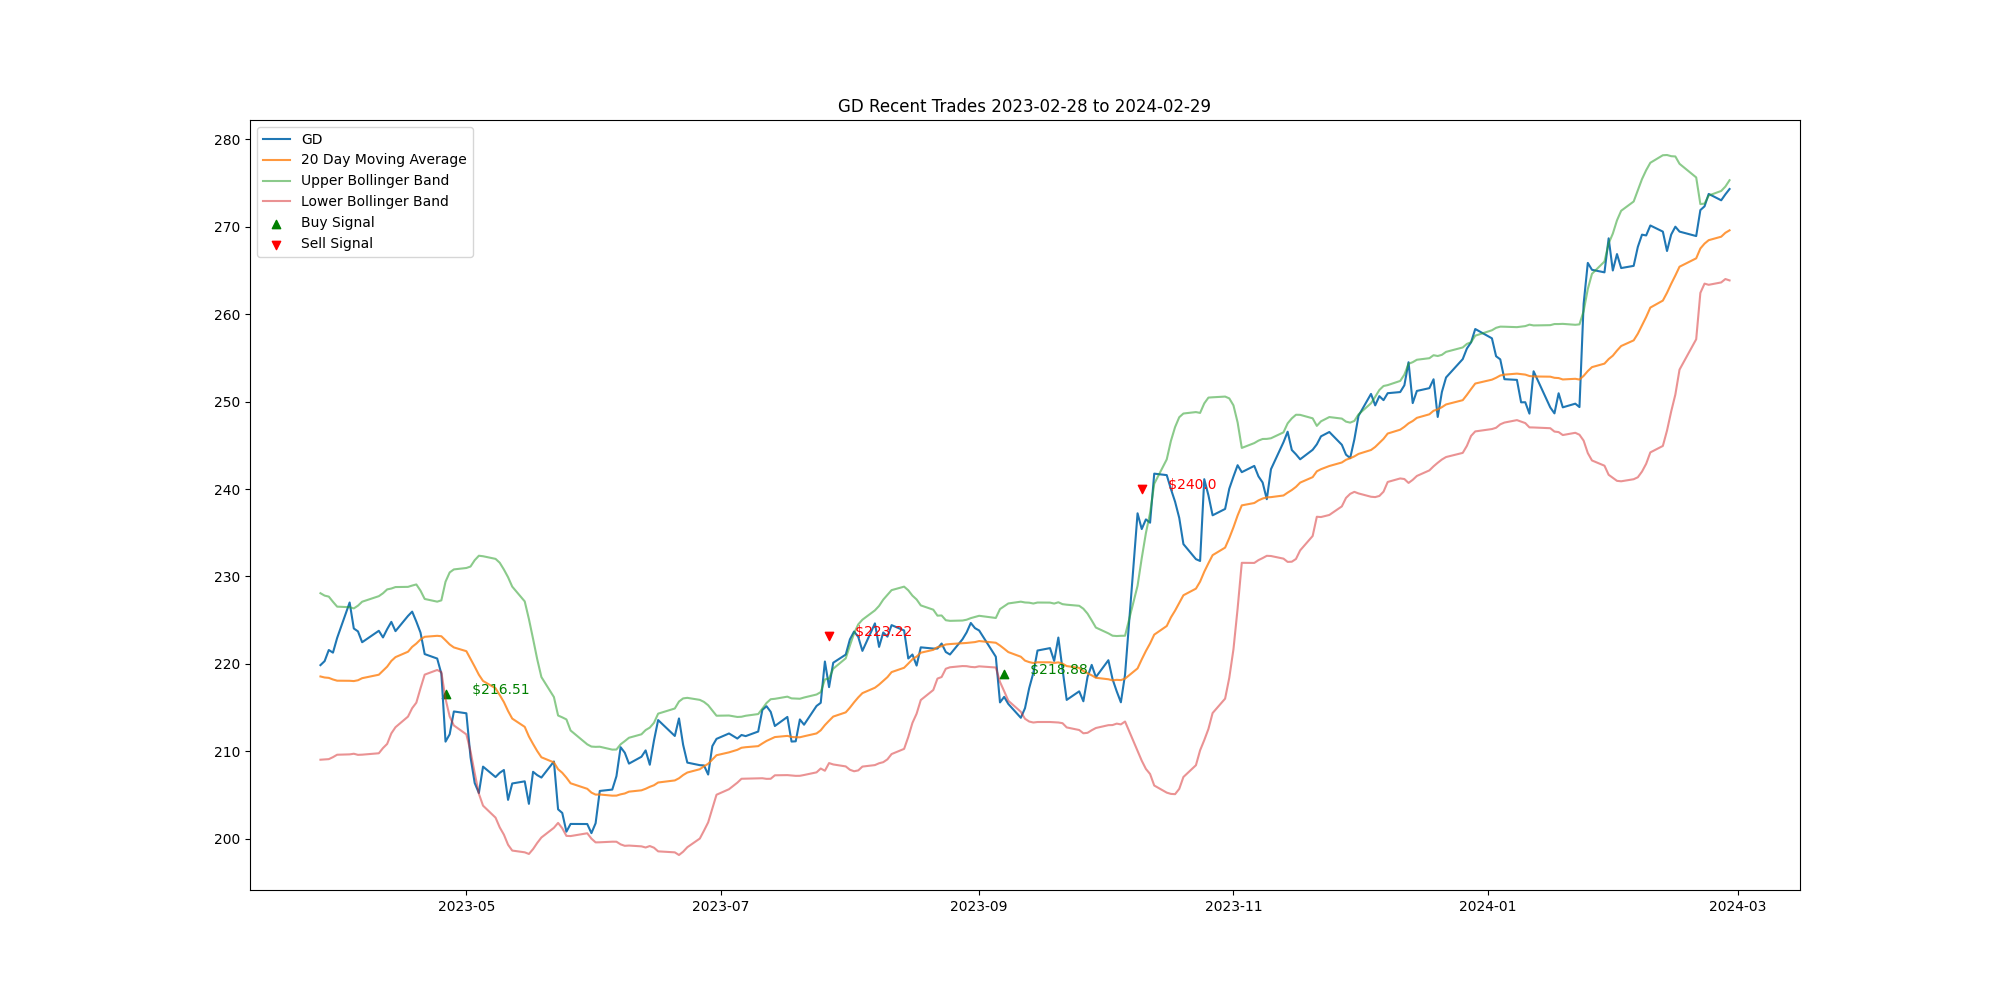 GD Recent Trades 2023-02-28 to 2024-02-29
GD
20 Day Moving Average
Upper Bollinger Band
Lower Bollinger Band
Buy Signal
Sell Signal
280
270
260
250
240
230
220
210
200
$216.51
$223.22
$218.88
$240.0
2023-05
2023-07
2023-09
2023-11
2024-01
2024-03